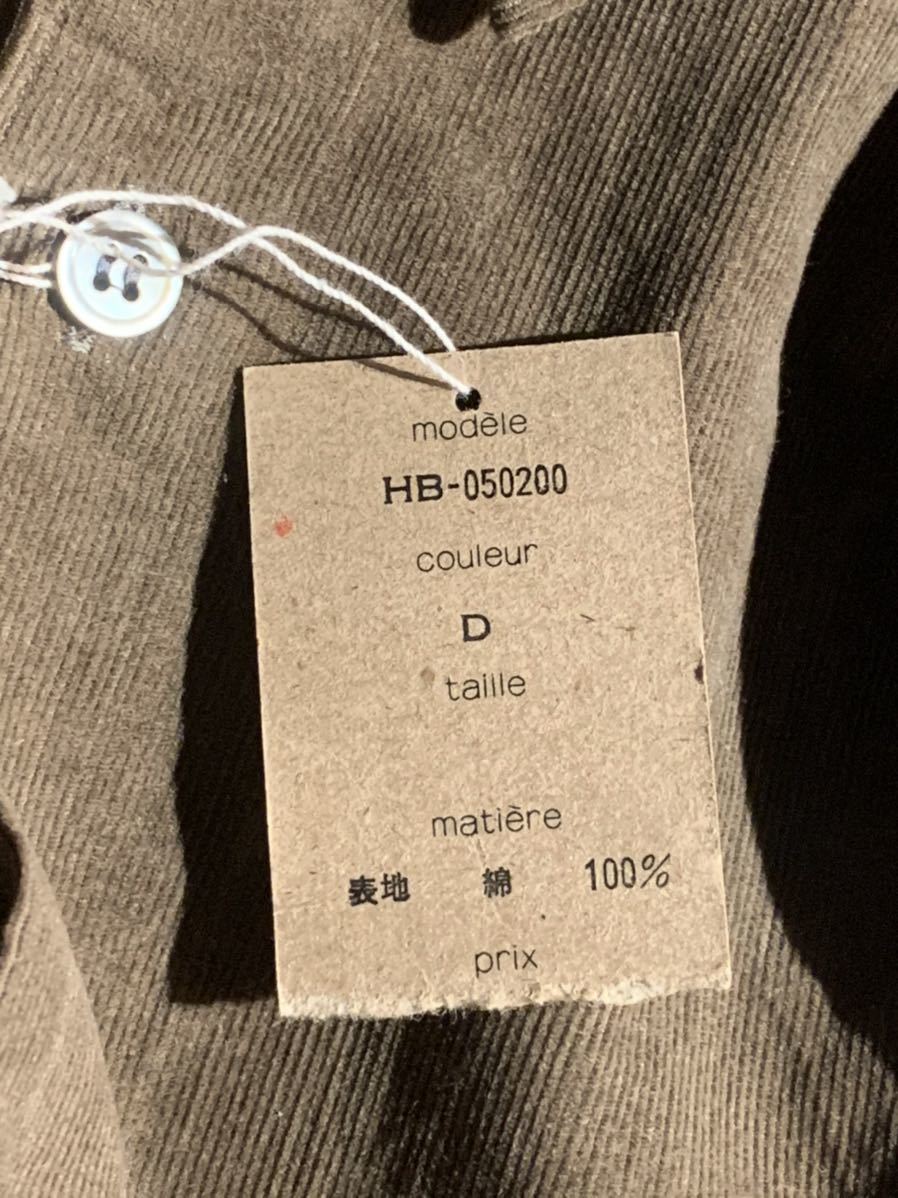 modèle
HB-050200
couleur
D
taille
matière
表地 綿 100%
prix